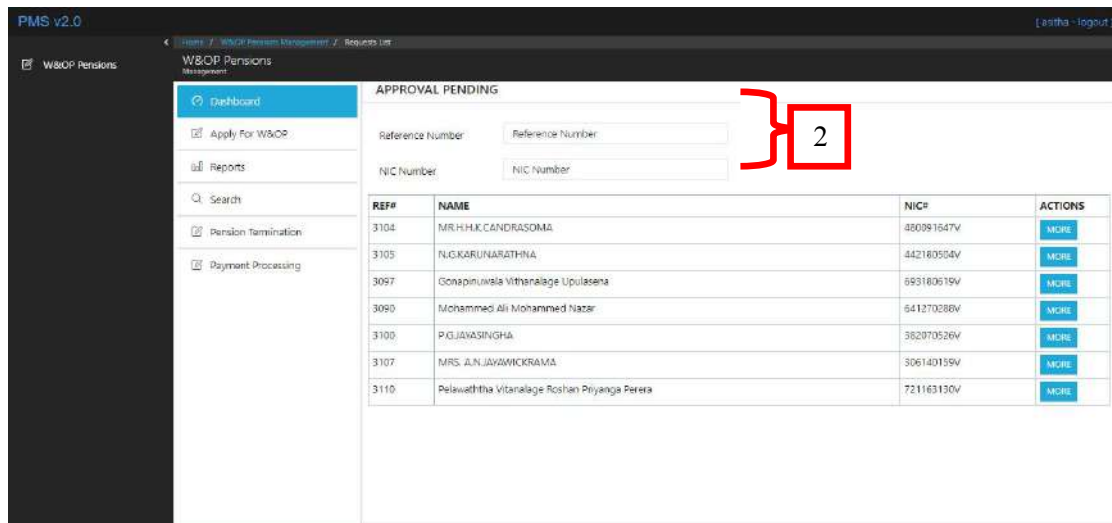 PMS v2.0
[ asitha - logout ]
Home / W&OP Pension Management / Requests List
W&OP Pensions
W&OP Pensions
Management
Dashboard
Apply For W&OP
Reports
Search
Pension Termination
Payment Processing
APPROVAL PENDING
Reference Number Reference Number
NIC Number NIC Number
2
REF# NAME NIC# ACTIONS
3104 MR.H.H.K.CANDRASOMA 480091647V MORE
3105 N.G.KARUNARATHNA 442180504V MORE
3097 Gonapinuwala Vithanalage Upulasena 693180619V MORE
3090 Mohammed Ali Mohammed Nazar 641270288V MORE
3100 P.G.JAYASINGHA 382070526V MORE
3107 MRS. A.N.JAYAWICKRAMA 306140159V MORE
3110 Pelawaththa Vitanalage Roshan Priyanga Perera 721163130V MORE